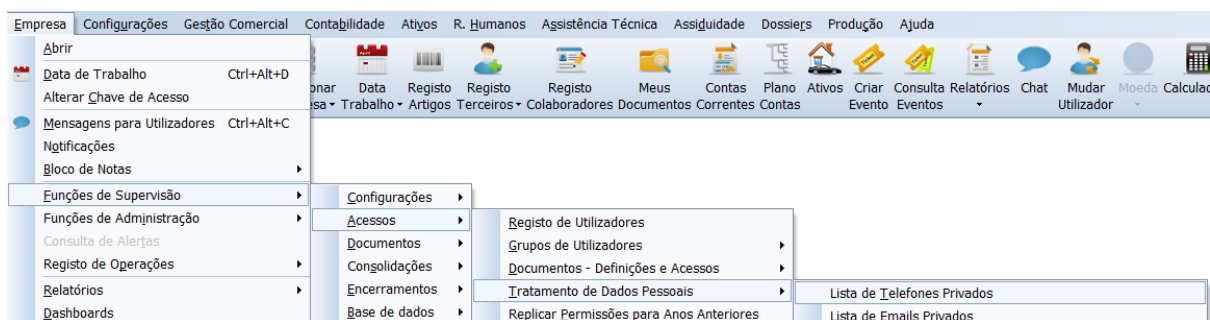 Empresa Configurações Gestão Comercial Contabilidade Ativos R. Humanos Assistência Técnica Assiduidade Dossiers Produção Ajuda
Abrir
Data de Trabalho Ctrl+Alt+D
Alterar Chave de Acesso
Mensagens para Utilizadores Ctrl+Alt+C
Notificações
Bloco de Notas
Funções de Supervisão
Funções de Administração
Consulta de Alertas
Registo de Operações
Relatórios
Dashboards
Data Registo Registo Registo Meus Contas Plano Ativos Criar Consulta Relatórios Chat Mudar Moeda
Trabalho Artigos Terceiros Colaboradores Documentos Correntes Contas Evento Eventos Utilizador
Configurações
Acessos
Documentos
Consolidações
Encerramentos
Base de dados
Registo de Utilizadores
Grupos de Utilizadores
Documentos - Definições e Acessos
Tratamento de Dados Pessoais
Replicar Permissões para Anos Anteriores
Lista de Telefones Privados
Lista de Emails Privados